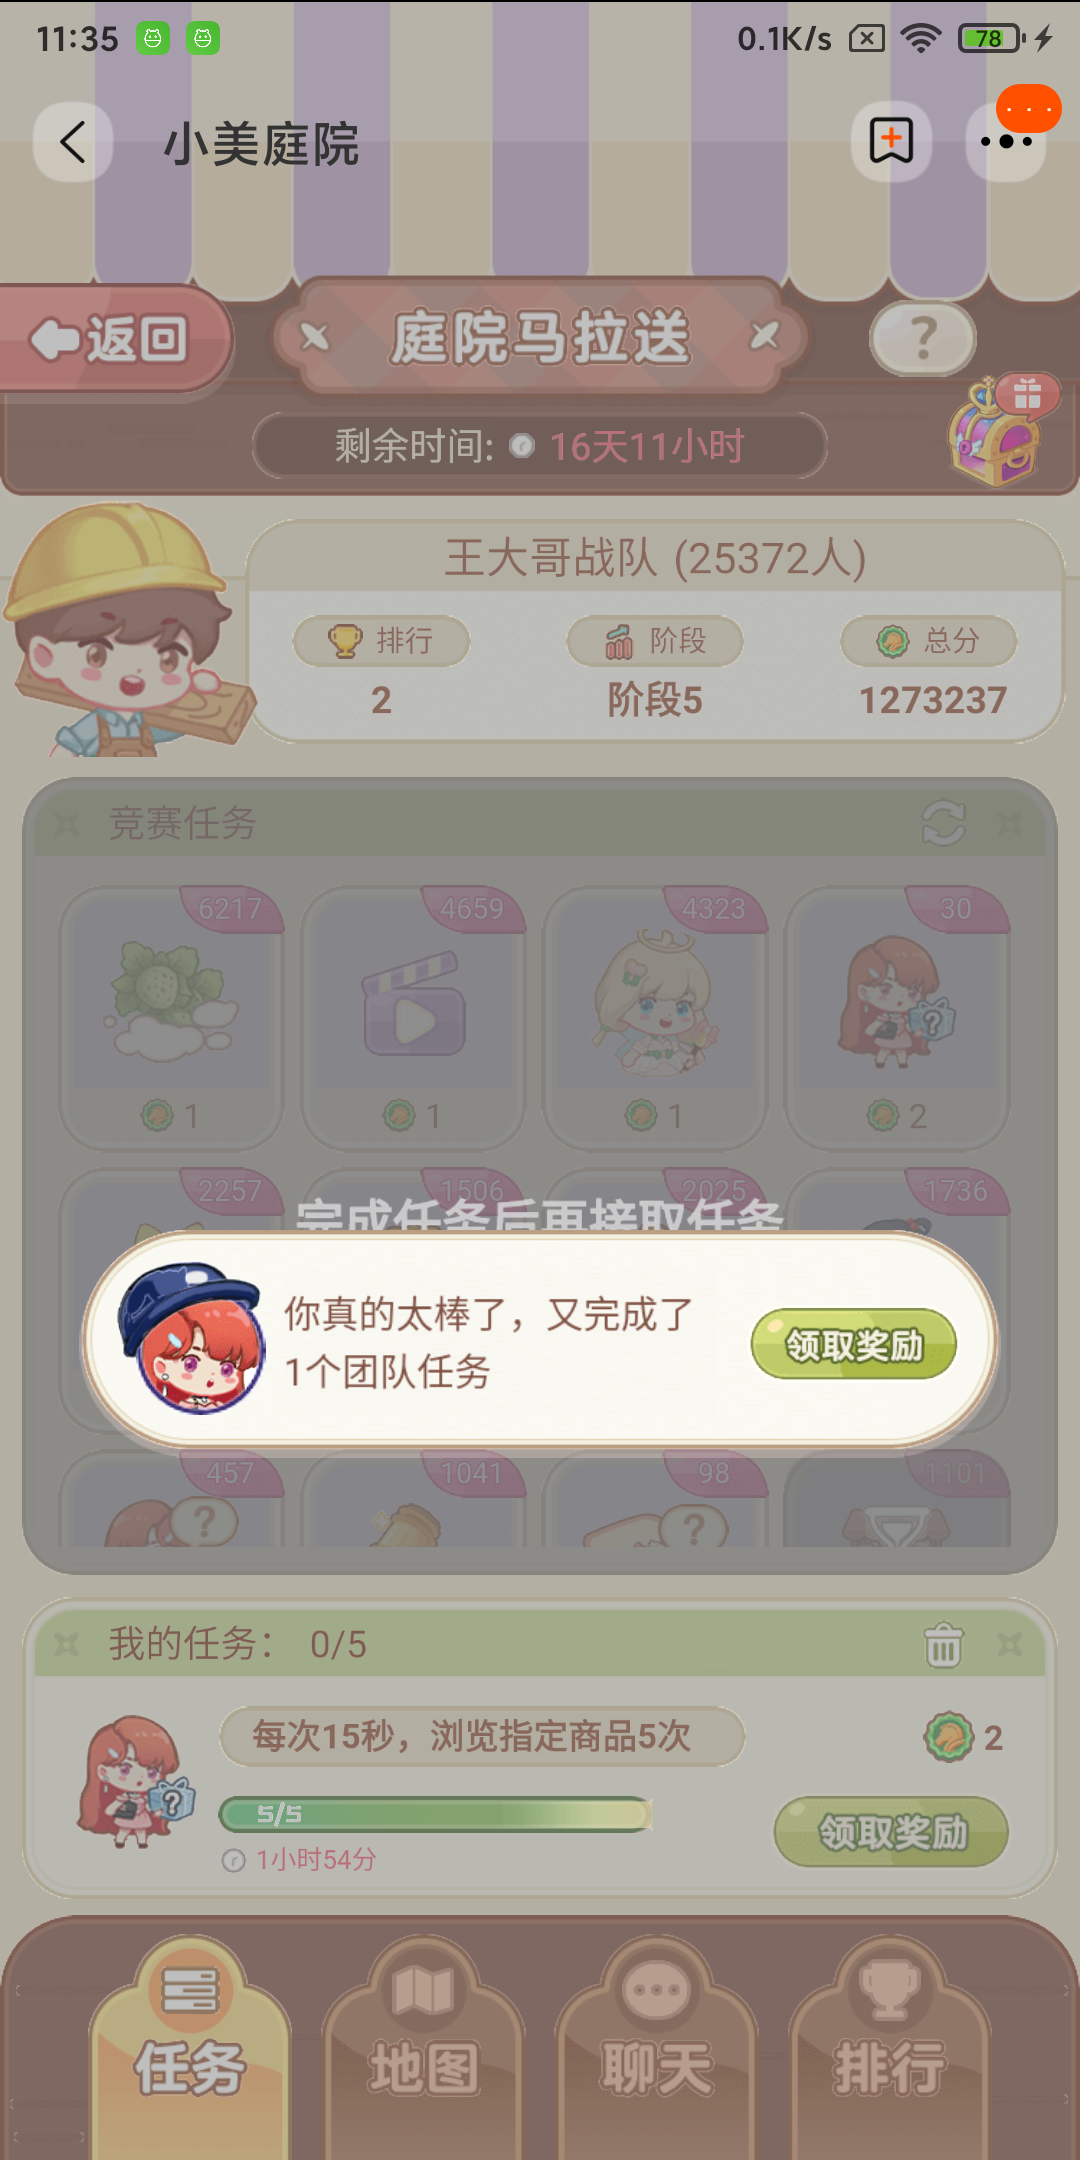 11:35
0.1K/s
78
小美庭院
返回
庭院马拉送
?
剩余时间: 16天11小时
王大哥战队 (25372人)
排行
阶段
总分
2
阶段5
1273237
竞赛任务
6217
4659
4323
30
1
1
1
2
2257
1506
2025
1736
完成任务后再接取任务
你真的太棒了，又完成了
1个团队任务
领取奖励
457
1041
98
1101
?
?
我的任务： 0/5
每次15秒，浏览指定商品5次
2
5/5
领取奖励
1小时54分
任务
地图
聊天
排行